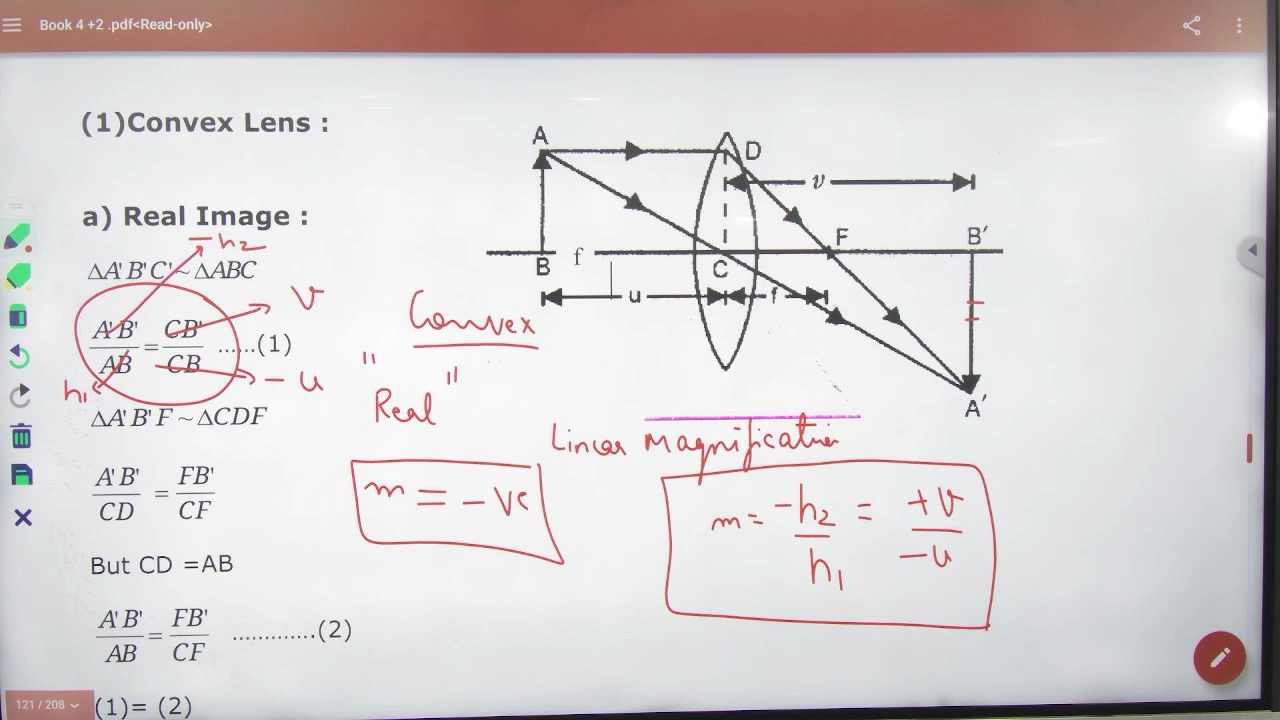 Book 4 +2 .pdf<Read-only>
(1)Convex Lens :
a) Real Image :
-h2
ΔA'B'C'~ΔABC
A'B'/AB = CB'/CB ......(1)
v
-u
h1
ΔA'B'F~ΔCDF
A'B'/CD = FB'/CF
But CD =AB
A'B'/AB = FB'/CF .............(2)
(1)= (2)
121 / 208
A
D
v
F
B'
B
f
C
u
f
A'
Convex
"Real"
m = -ve
Linear Magnification
m = -h2/h1 = +v/-u